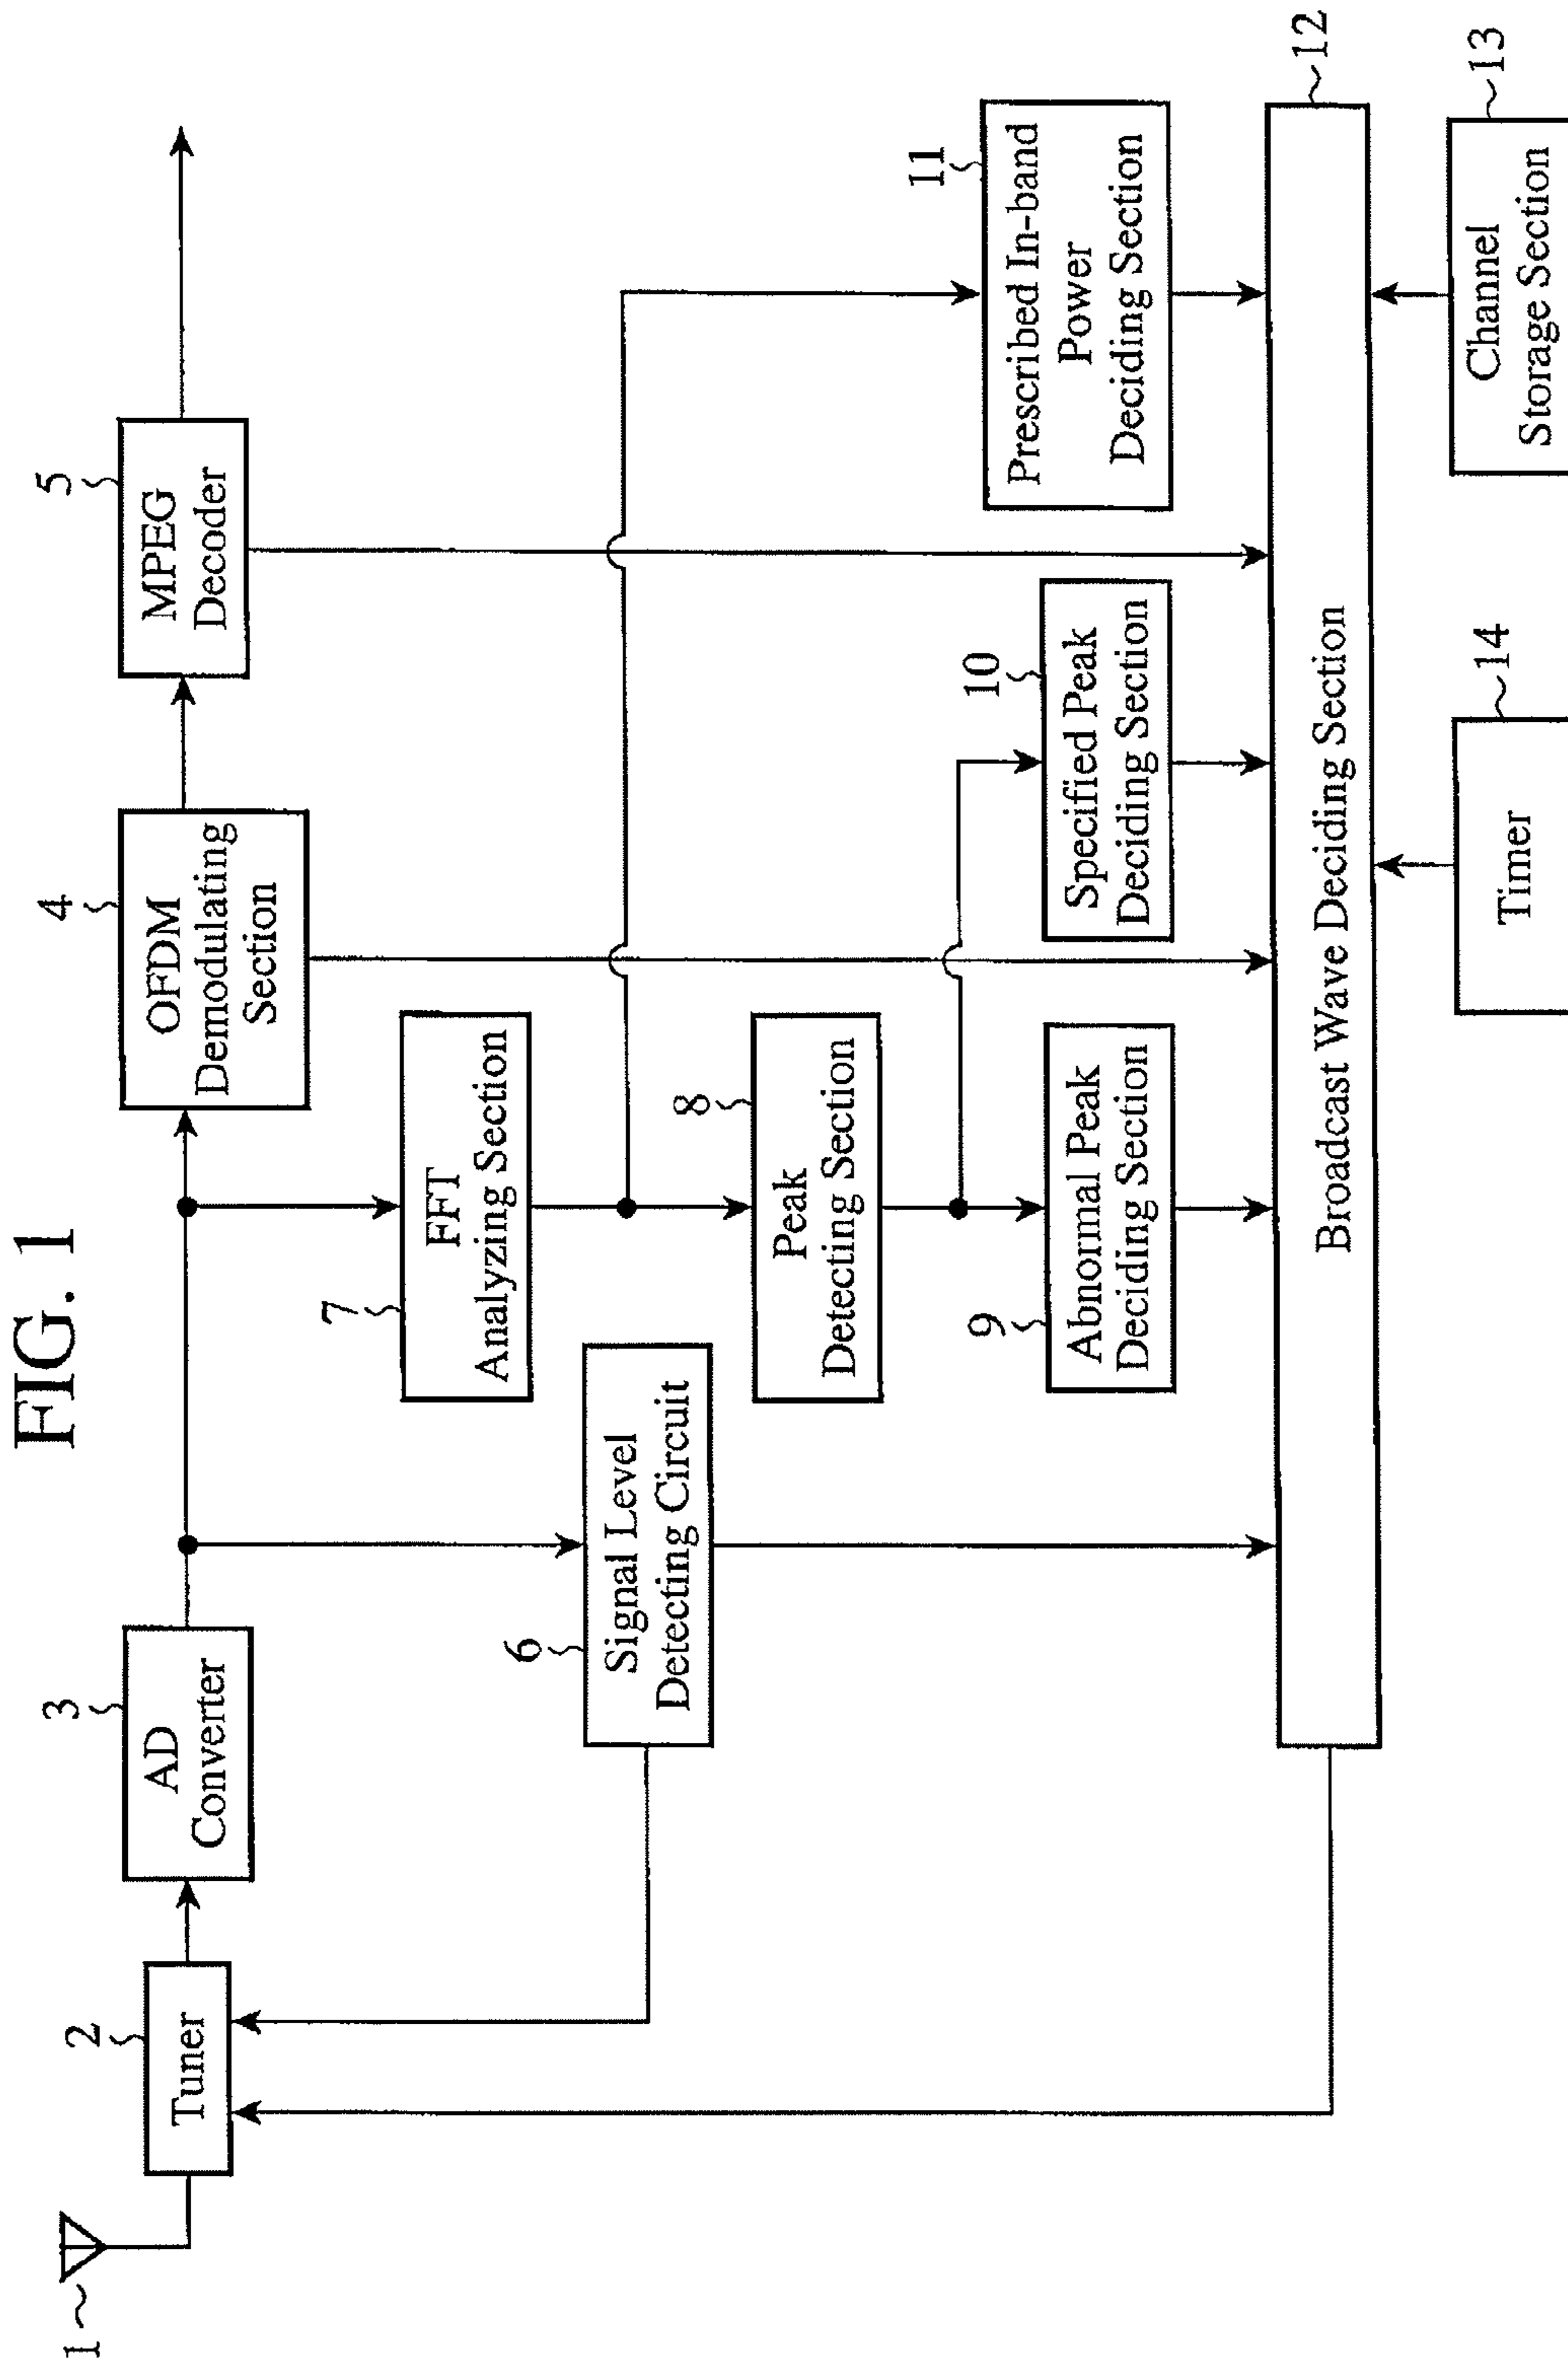 FIG. 1
1
2
Tuner
3
AD
Converter
4
OFDM
Demodulating
Section
5
MPEG
Decoder
6
Signal Level
Detecting Circuit
7
FFT
Analyzing Section
8
Peak
Detecting Section
9
Abnormal Peak
Deciding Section
10
Specified Peak
Deciding Section
11
Prescribed In-band
Power
Deciding Section
12
Broadcast Wave Deciding Section
14
Timer
13
Channel
Storage Section